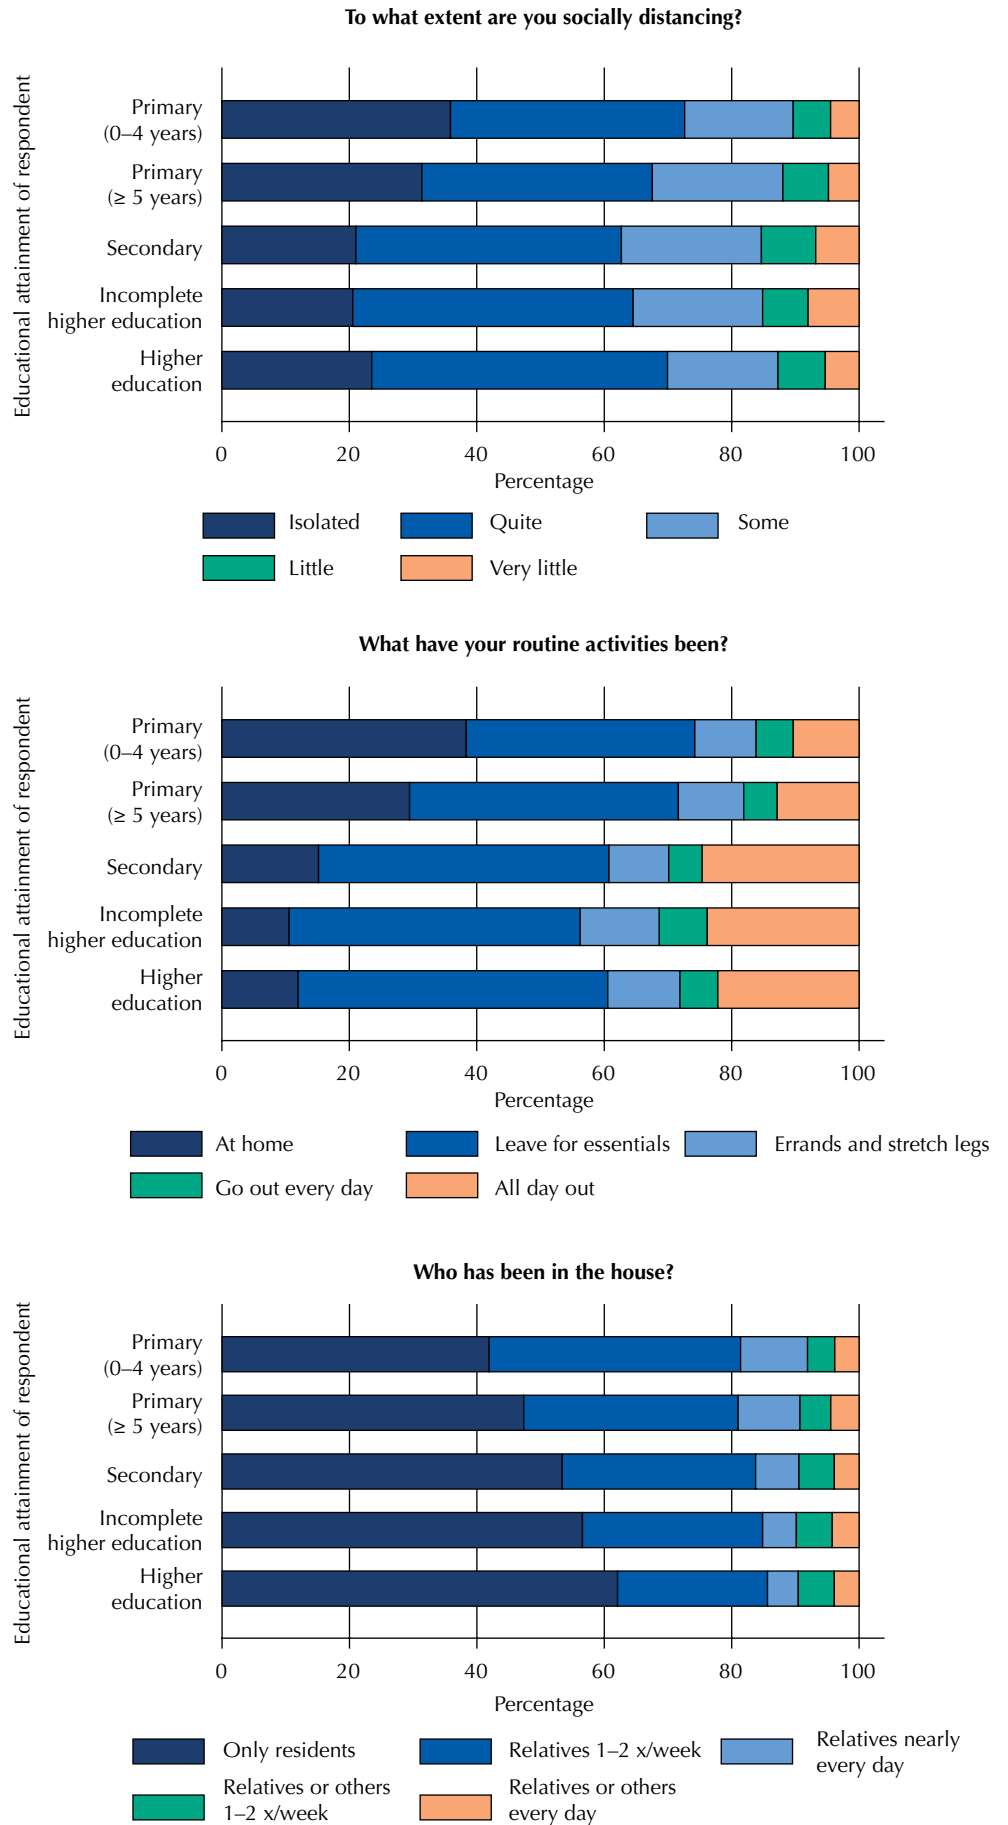 To what extent are you socially distancing?
Educational attainment of respondent
Primary
(0–4 years)
Primary
(≥ 5 years)
Secondary
Incomplete
higher education
Higher
education
0 20 40 60 80 100
Percentage
Isolated Quite Some
Little Very little
What have your routine activities been?
Educational attainment of respondent
Primary
(0–4 years)
Primary
(≥ 5 years)
Secondary
Incomplete
higher education
Higher
education
0 20 40 60 80 100
Percentage
At home Leave for essentials Errands and stretch legs
Go out every day All day out
Who has been in the house?
Educational attainment of respondent
Primary
(0–4 years)
Primary
(≥ 5 years)
Secondary
Incomplete
higher education
Higher
education
0 20 40 60 80 100
Percentage
Only residents
Relatives 1–2 x/week
Relatives nearly
every day
Relatives or others
1–2 x/week
Relatives or others
every day